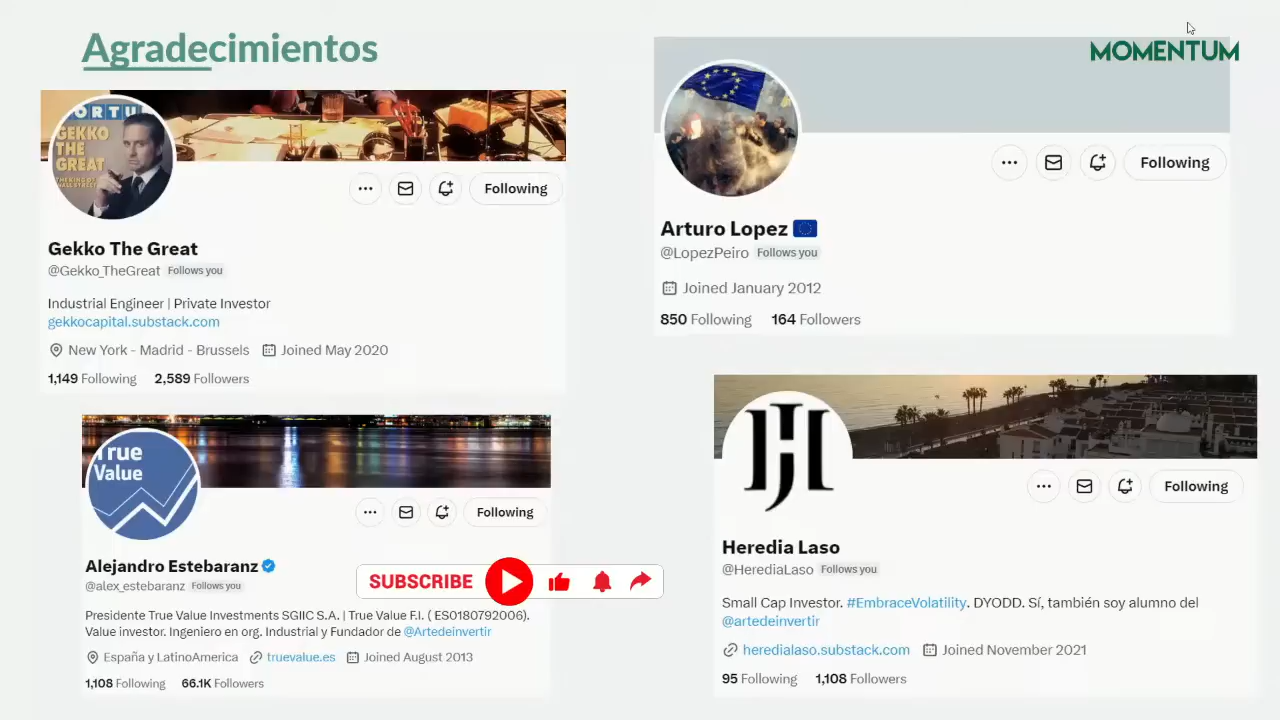 Agradecimientos
MOMENTUM
GEKKO
THE
GREAT
Following
Gekko The Great
@Gekko_TheGreat Follows you
Industrial Engineer | Private Investor
gekkocapital.substack.com
New York - Madrid - Brussels Joined May 2020
1,149 Following 2,589 Followers
Following
Arturo Lopez
@LopezPeiro Follows you
Joined January 2012
850 Following 164 Followers
True
Value
Following
Alejandro Estebaranz
@alex_estebaranz Follows you
Presidente True Value Investments SGIIC S.A. | True Value F.I. ( ES0180792006).
Value investor. Ingeniero en org. Industrial y Fundador de @Artedeinvertir
España y LatinoAmerica truevalue.es Joined August 2013
1,108 Following 66.1K Followers
SUBSCRIBE
Following
Heredia Laso
@HerediaLaso Follows you
Small Cap Investor. #EmbraceVolatility. DYODD. Sí, también soy alumno del
@artedeinvertir
heredialaso.substack.com Joined November 2021
95 Following 1,108 Followers